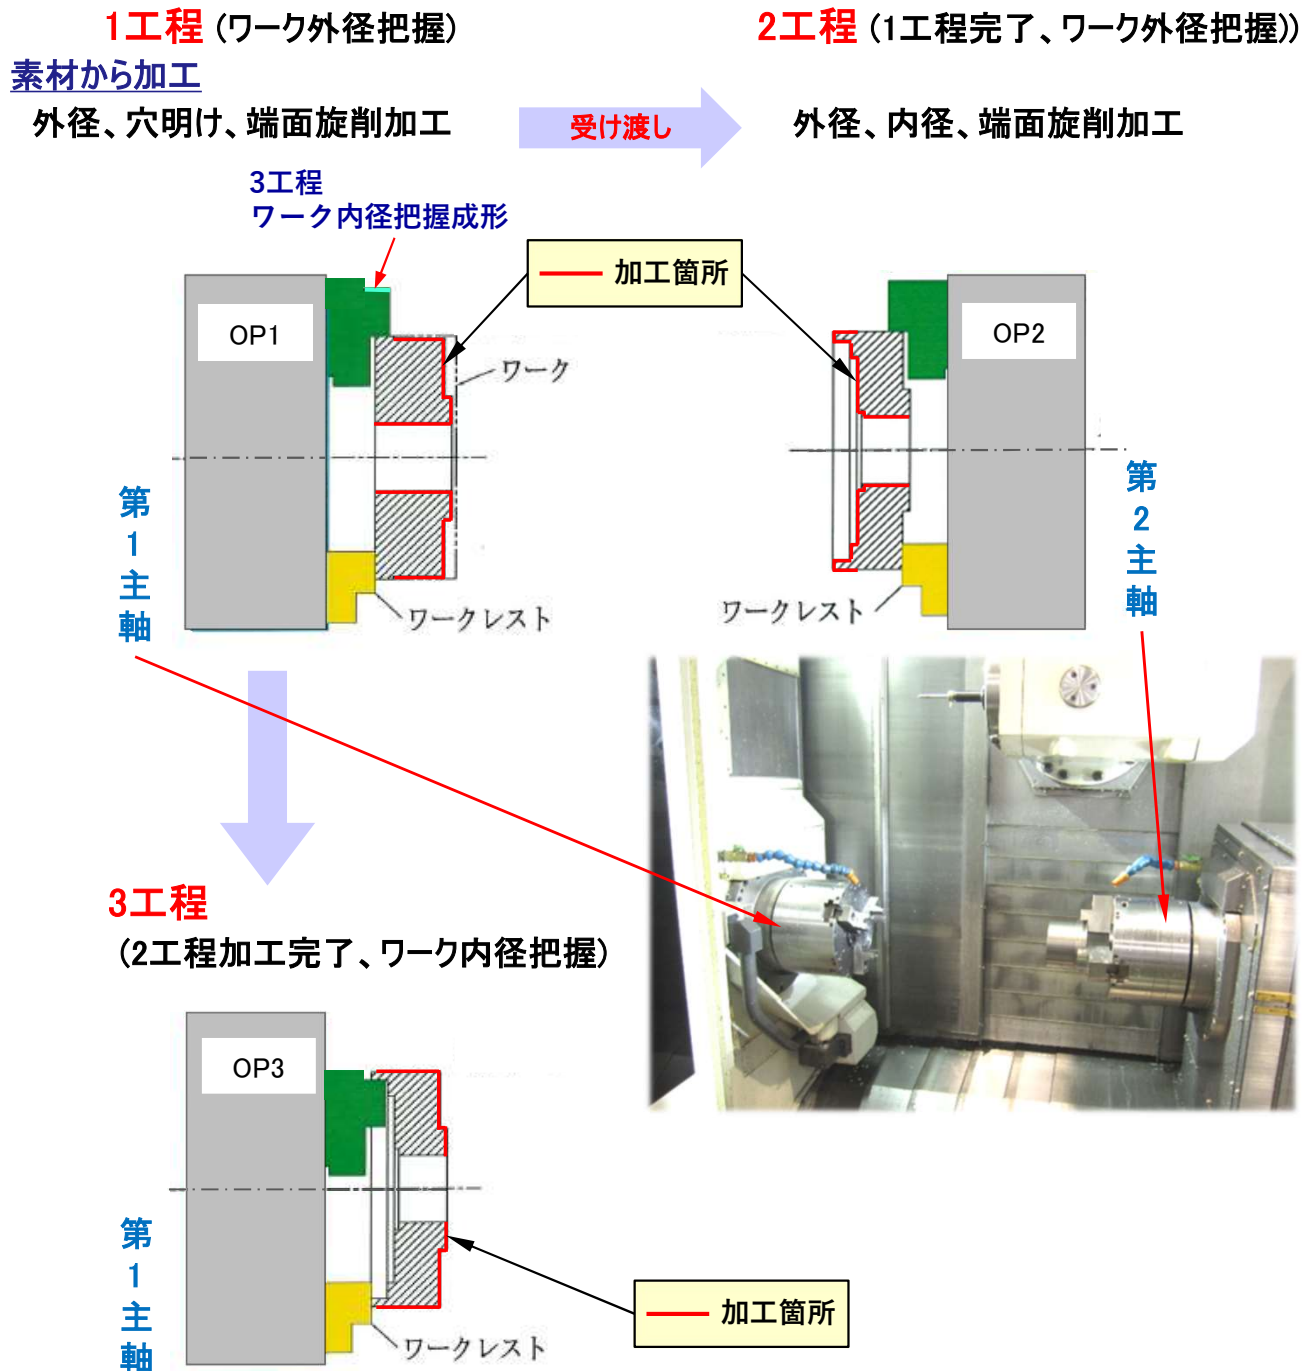 1工程 (ワーク外径把握)
2工程 (1工程完了、ワーク外径把握))
素材から加工
外径、穴明け、端面旋削加工
受け渡し
外径、内径、端面旋削加工
3工程
ワーク内径把握成形
加工箇所
OP1
OP2
ワーク
第1主軸
第2主軸
ワークレスト
ワークレスト
3工程
(2工程加工完了、ワーク内径把握)
OP3
第1主軸
加工箇所
ワークレスト